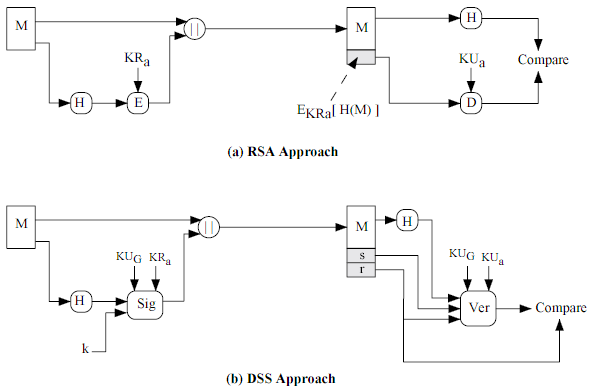 M
||
M
H
KRa
KUa
Compare
H
E
D
EKRa[ H(M) ]
(a) RSA Approach
M
||
M
H
s
r
KUG
KRa
KUG
KUa
H
Sig
Ver
Compare
k
(b) DSS Approach